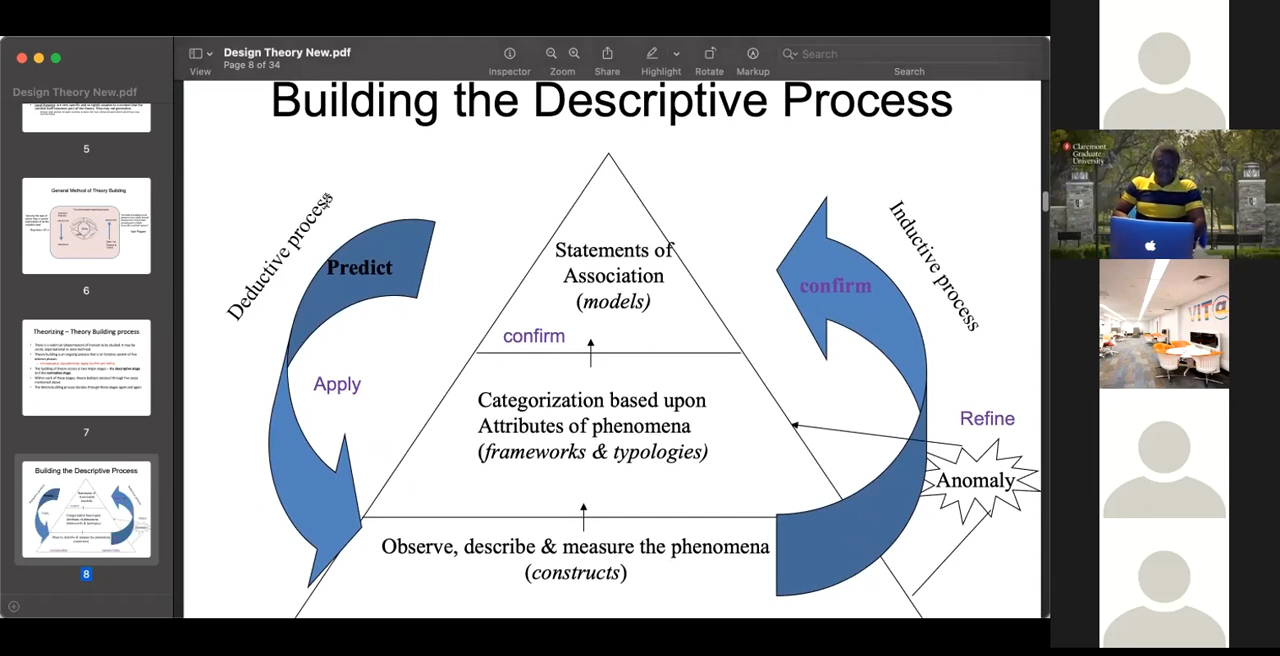 Design Theory New.pdf
Page 8 of 34
View
Inspector
Zoom
Share
Highlight
Rotate
Markup
Search
Search
Design Theory New.pdf
5
General Method of Theory Building
6
Theorizing – Theory Building process
7
Building the Descriptive Process
8
Building the Descriptive Process
Deductive process
Predict
Apply
Statements of
Association
(models)
confirm
Categorization based upon
Attributes of phenomena
(frameworks & typologies)
Observe, describe & measure the phenomena
(constructs)
confirm
Inductive process
Refine
Anomaly
Claremont
Graduate
University